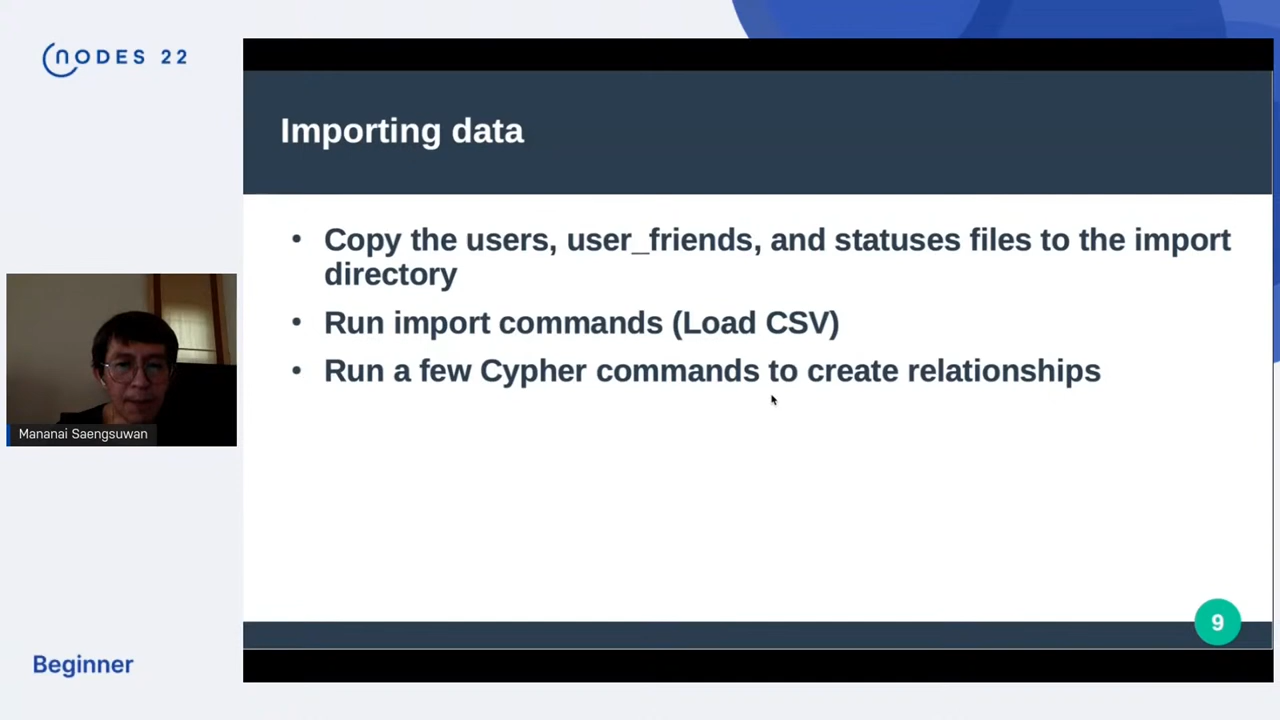 NODES 22
Importing data
• Copy the users, user_friends, and statuses files to the import
directory
• Run import commands (Load CSV)
• Run a few Cypher commands to create relationships
Mananai Saengsuwan
9
Beginner